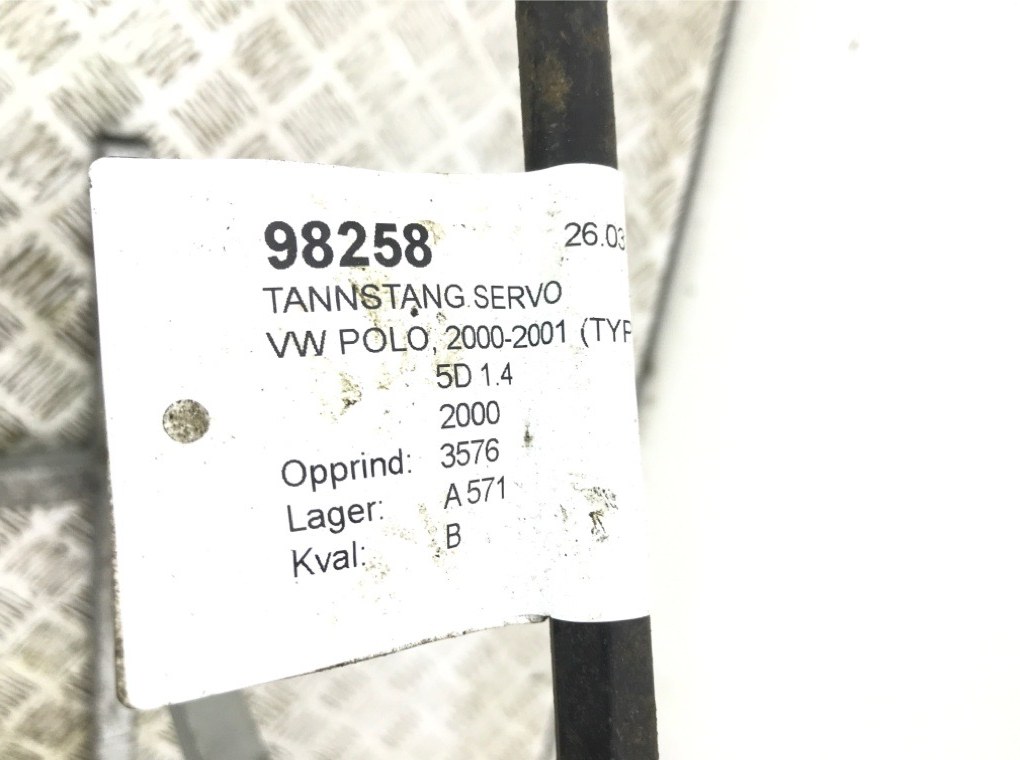 98258 26.03
TANNSTANG SERVO
VW POLO, 2000-2001 (TYP
5D 1.4
2000
Opprind: 3576
Lager: A 571
Kval: B